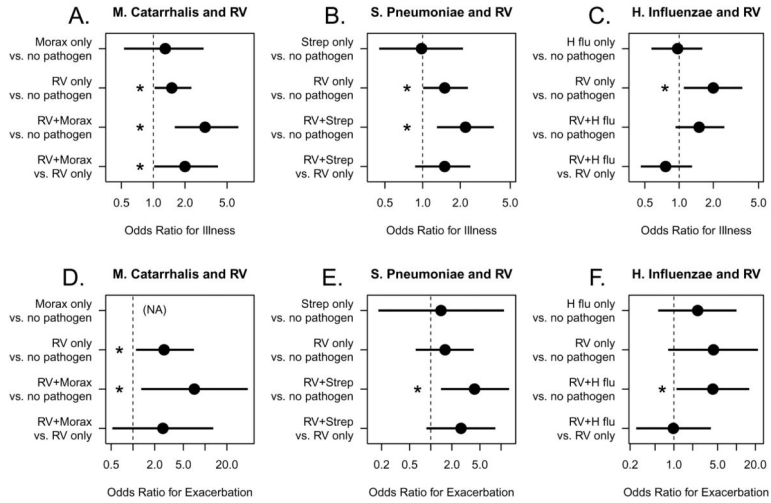 A. M. Catarrhalis and RV
Morax only
vs. no pathogen
RV only
vs. no pathogen
*
RV+Morax
vs. no pathogen
*
RV+Morax
vs. RV only
*
0.5 1.0 2.0 5.0
Odds Ratio for Illness
B. S. Pneumoniae and RV
Strep only
vs. no pathogen
RV only
vs. no pathogen
*
RV+Strep
vs. no pathogen
*
RV+Strep
vs. RV only
0.5 1.0 2.0 5.0
Odds Ratio for Illness
C. H. Influenzae and RV
H flu only
vs. no pathogen
RV only
vs. no pathogen
*
RV+H flu
vs. no pathogen
RV+H flu
vs. RV only
0.5 1.0 2.0 5.0
Odds Ratio for Illness
D. M. Catarrhalis and RV
Morax only
vs. no pathogen
(NA)
RV only
vs. no pathogen
*
RV+Morax
vs. no pathogen
*
RV+Morax
vs. RV only
0.5 2.0 5.0 20.0
Odds Ratio for Exacerbation
E. S. Pneumoniae and RV
Strep only
vs. no pathogen
RV only
vs. no pathogen
RV+Strep
vs. no pathogen
*
RV+Strep
vs. RV only
0.2 0.5 1.0 2.0 5.0
Odds Ratio for Exacerbation
F. H. Influenzae and RV
H flu only
vs. no pathogen
RV only
vs. no pathogen
RV+H flu
vs. no pathogen
*
RV+H flu
vs. RV only
0.2 1.0 5.0 20.0
Odds Ratio for Exacerbation